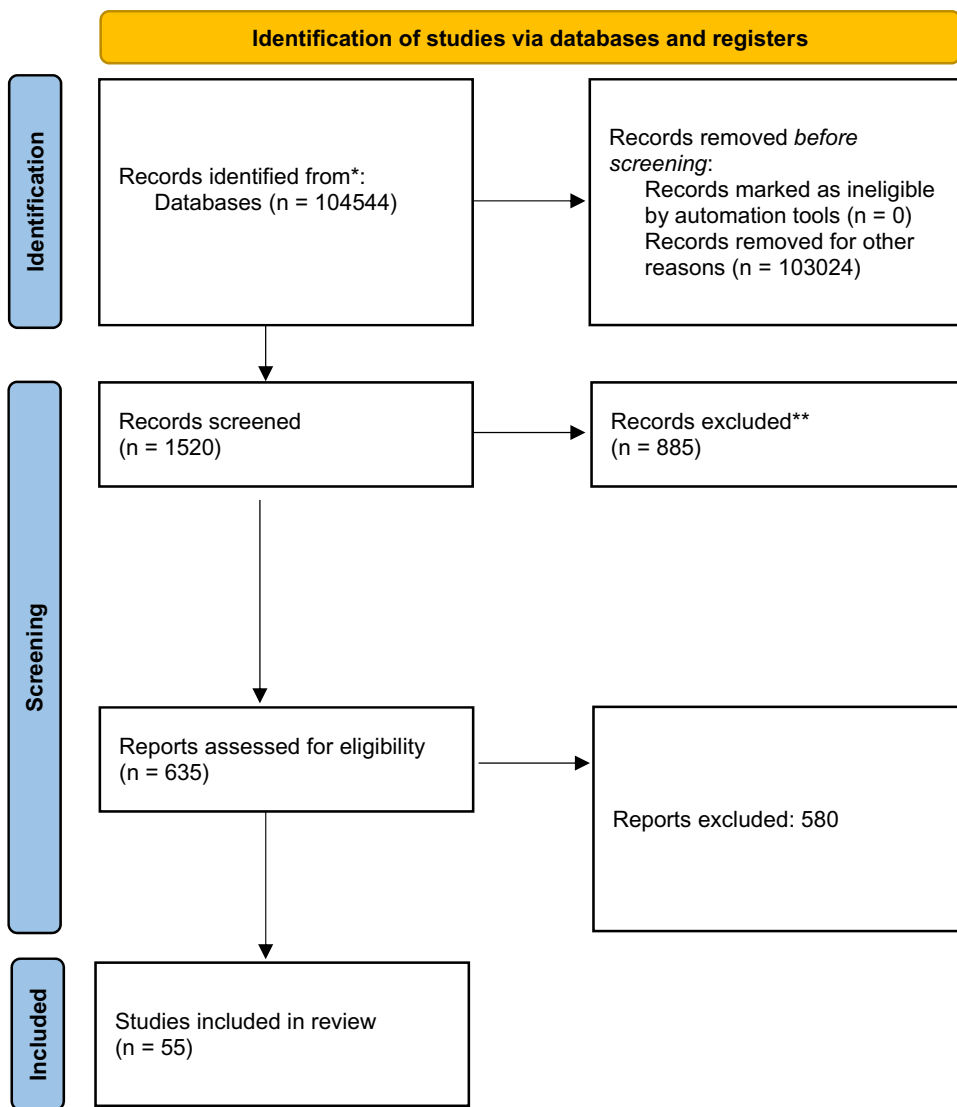 Identification of studies via databases and registers
Identification
Records identified from*:
Databases (n = 104544)
Records removed before
screening:
Records marked as ineligible
by automation tools (n = 0)
Records removed for other
reasons (n = 103024)
Screening
Records screened
(n = 1520)
Records excluded**
(n = 885)
Reports assessed for eligibility
(n = 635)
Reports excluded: 580
Included
Studies included in review
(n = 55)